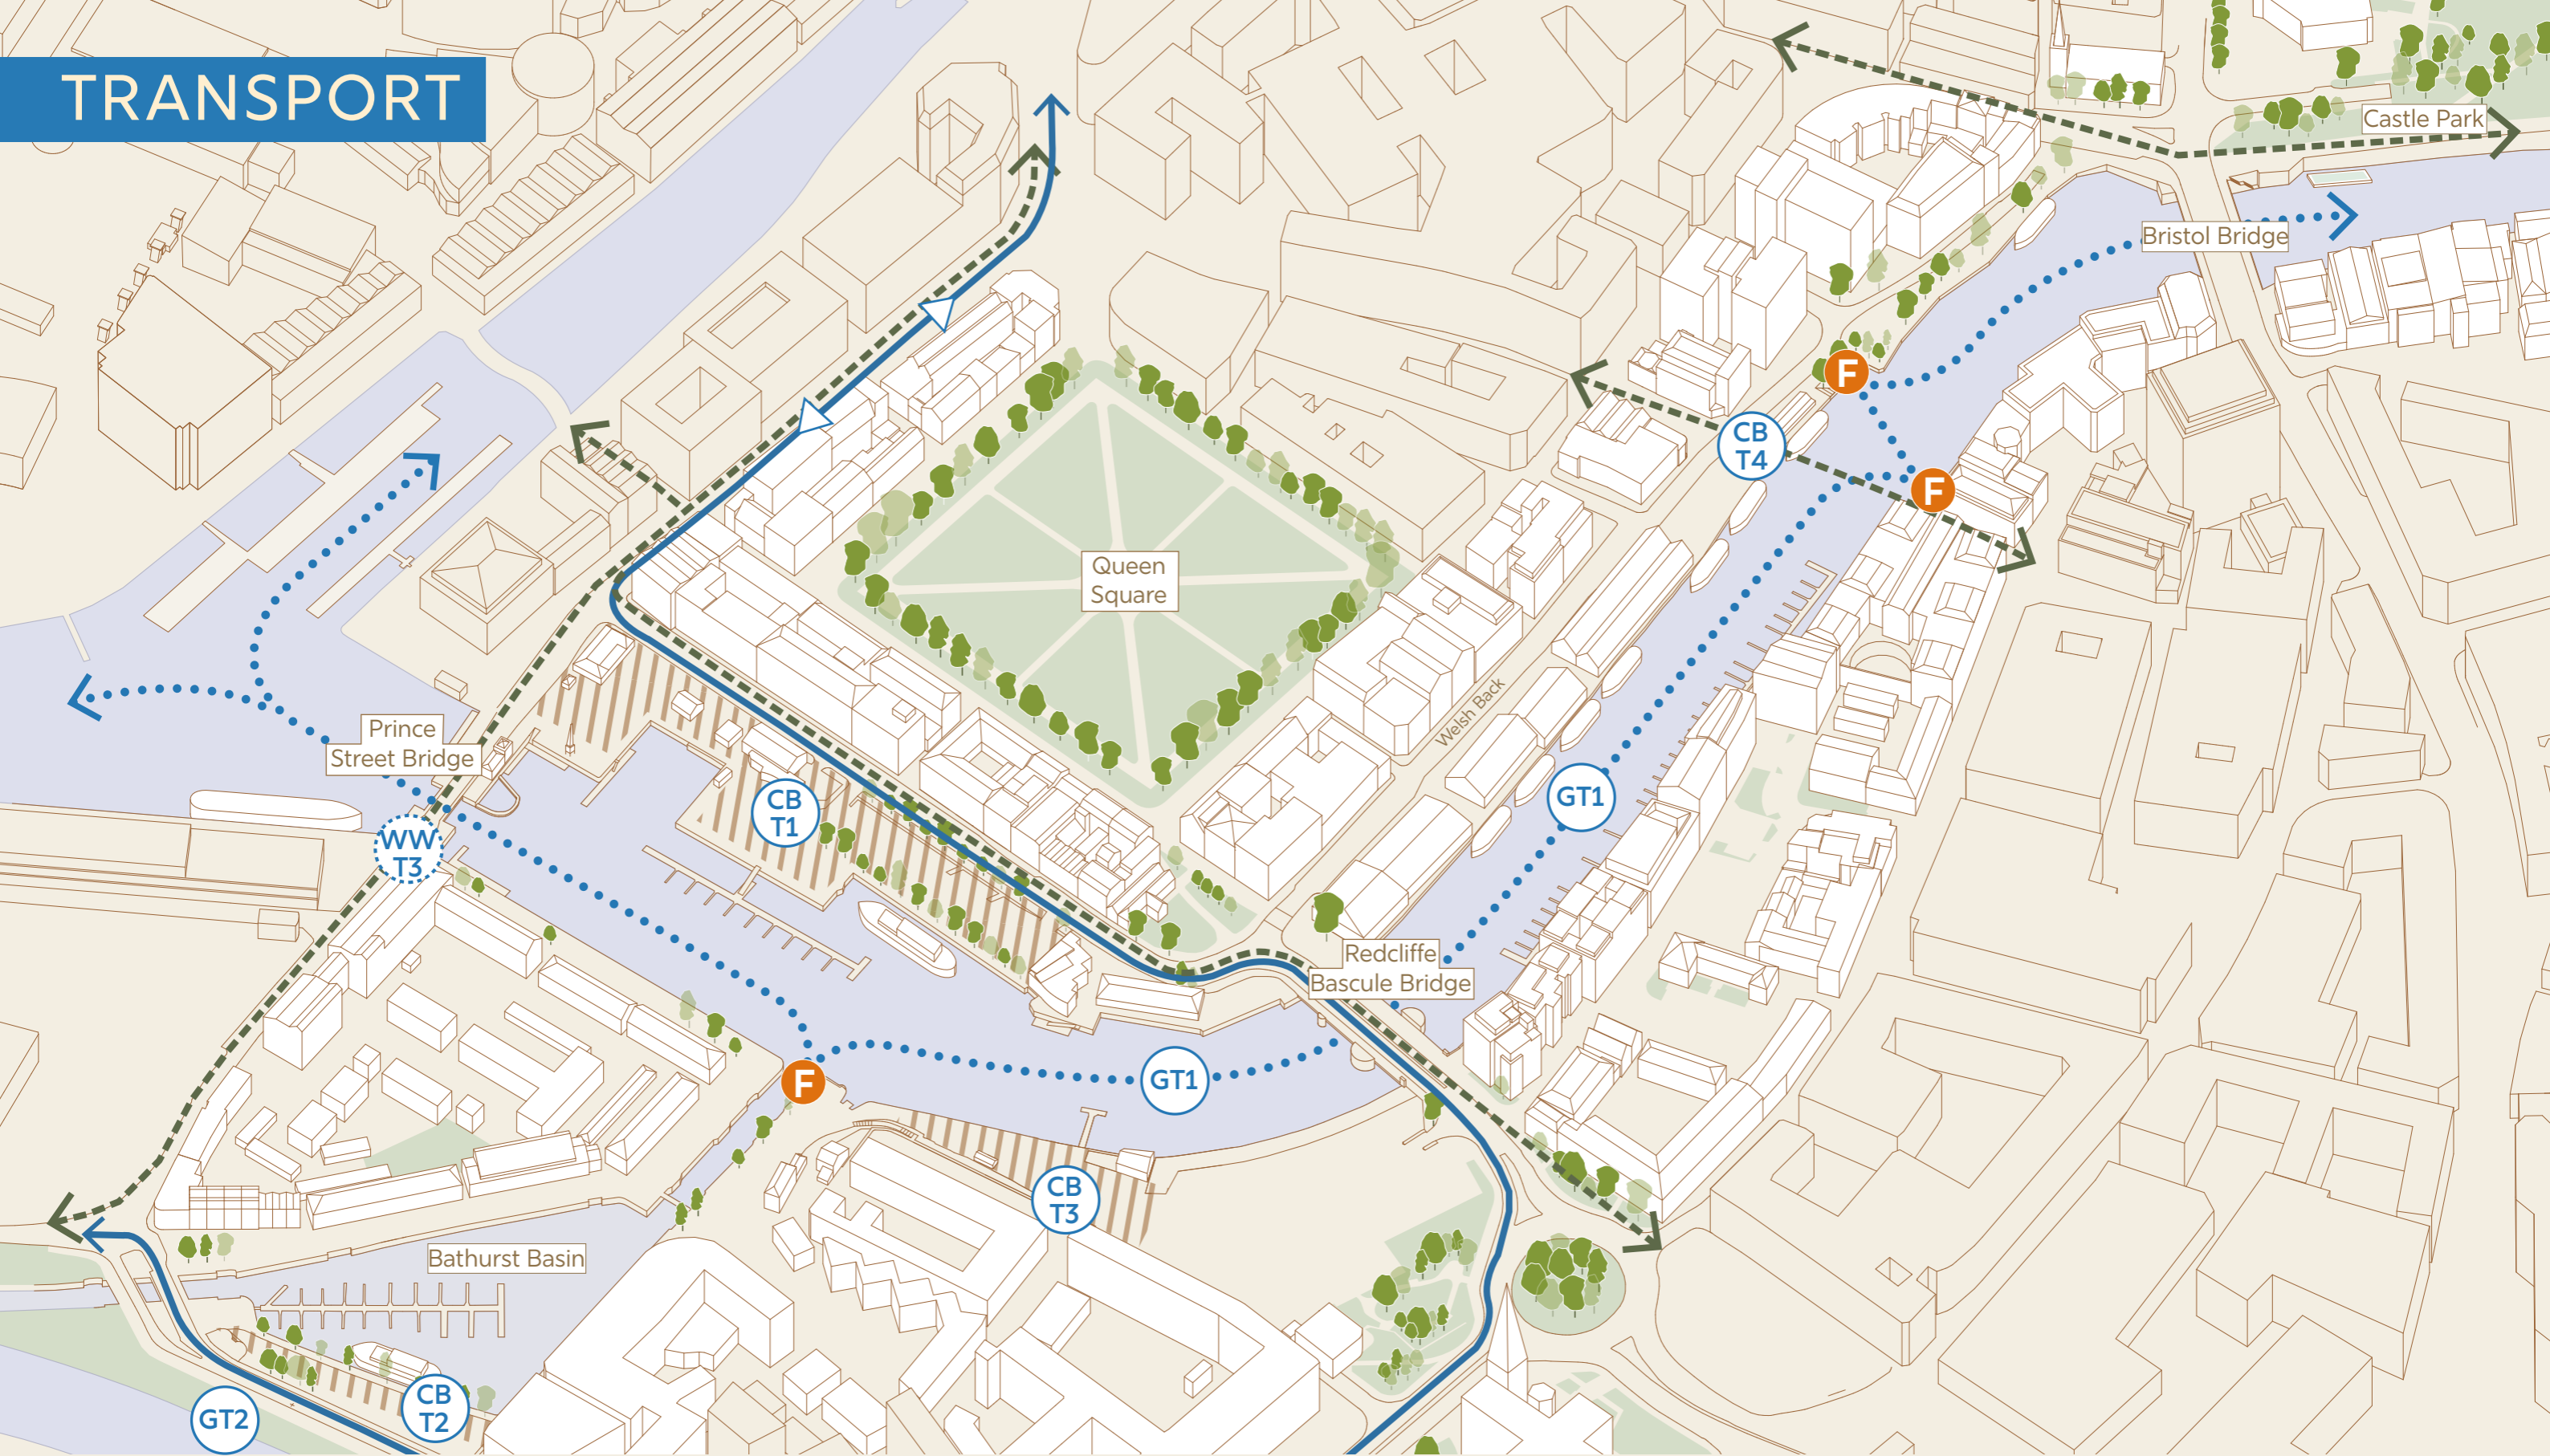 TRANSPORT
Castle Park
Bristol Bridge
F
CB
T4
F
Queen
Square
Welsh Back
Prince
Street Bridge
CB
T1
GT1
WW
T3
Redcliffe
Bascule Bridge
F
GT1
CB
T3
Bathurst Basin
CB
T2
GT2